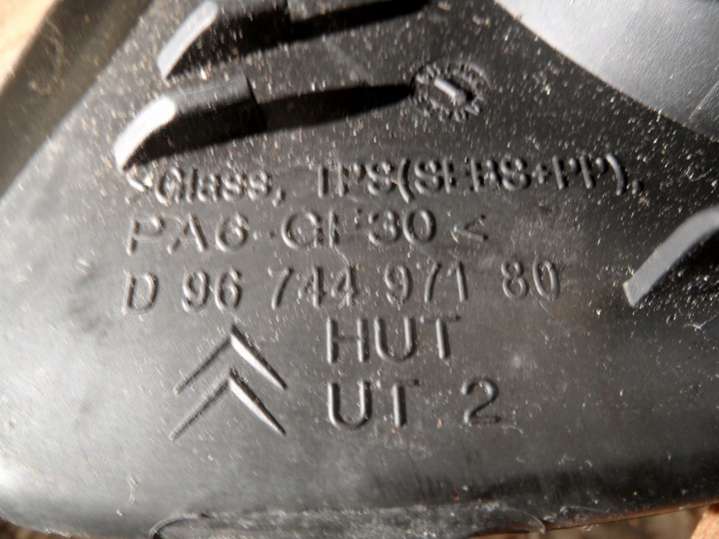 >Glass, TPS(SEBS+PP),
PA6-GF30<
D 96 744 971 80
HUT
UT 2